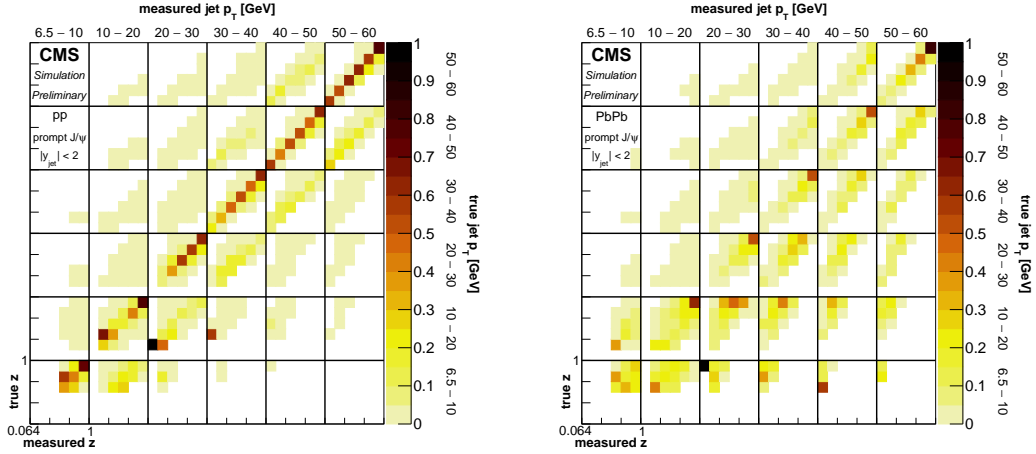 measured jet p_T [GeV]
6.5 − 10 10 − 20 20 − 30 30 − 40 40 − 50 50 − 60
CMS
Simulation
Preliminary
pp
prompt J/ψ
|y_jet| < 2
1
0.9
0.8
0.7
0.6
0.5
0.4
0.3
0.2
0.1
0
50 − 60
40 − 50
30 − 40
20 − 30
10 − 20
6.5 − 10
true jet p_T [GeV]
1
true z
0.064
1
measured z
measured jet p_T [GeV]
6.5 − 10 10 − 20 20 − 30 30 − 40 40 − 50 50 − 60
CMS
Simulation
Preliminary
PbPb
prompt J/ψ
|y_jet| < 2
1
0.9
0.8
0.7
0.6
0.5
0.4
0.3
0.2
0.1
0
50 − 60
40 − 50
30 − 40
20 − 30
10 − 20
6.5 − 10
true jet p_T [GeV]
1
true z
0.064
1
measured z